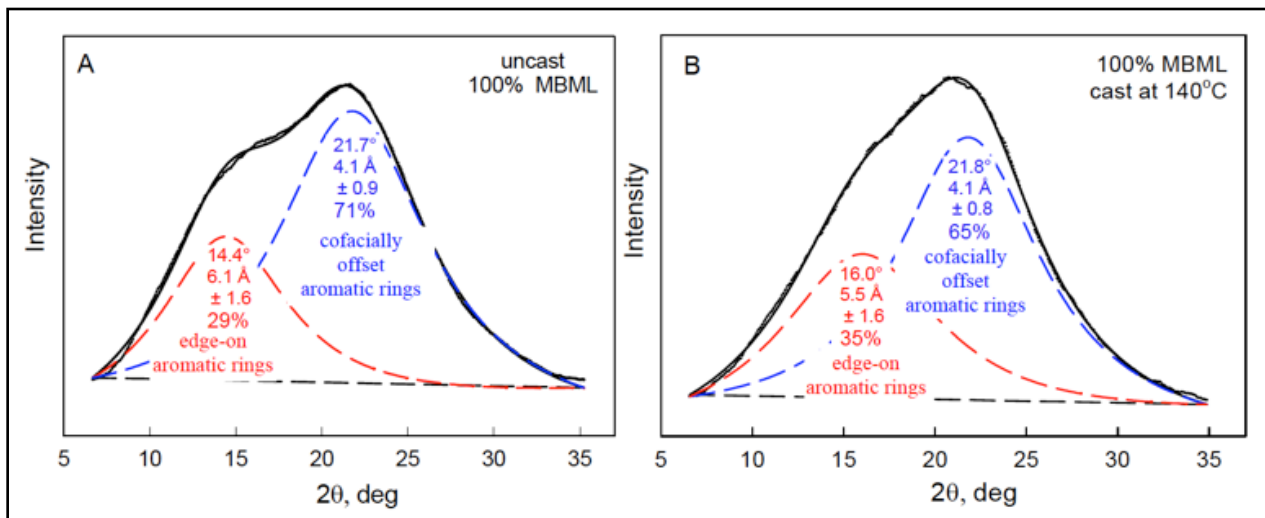 A
uncast
100% MBML
21.7°
4.1 Å
± 0.9
71%
cofacially
offset
aromatic rings
14.4°
6.1 Å
± 1.6
29%
edge-on
aromatic rings
Intensity
5 10 15 20 25 30 35
2θ, deg
B
100% MBML
cast at 140°C
21.8°
4.1 Å
± 0.8
65%
cofacially
offset
aromatic rings
16.0°
5.5 Å
± 1.6
35%
edge-on
aromatic rings
Intensity
5 10 15 20 25 30 35
2θ, deg